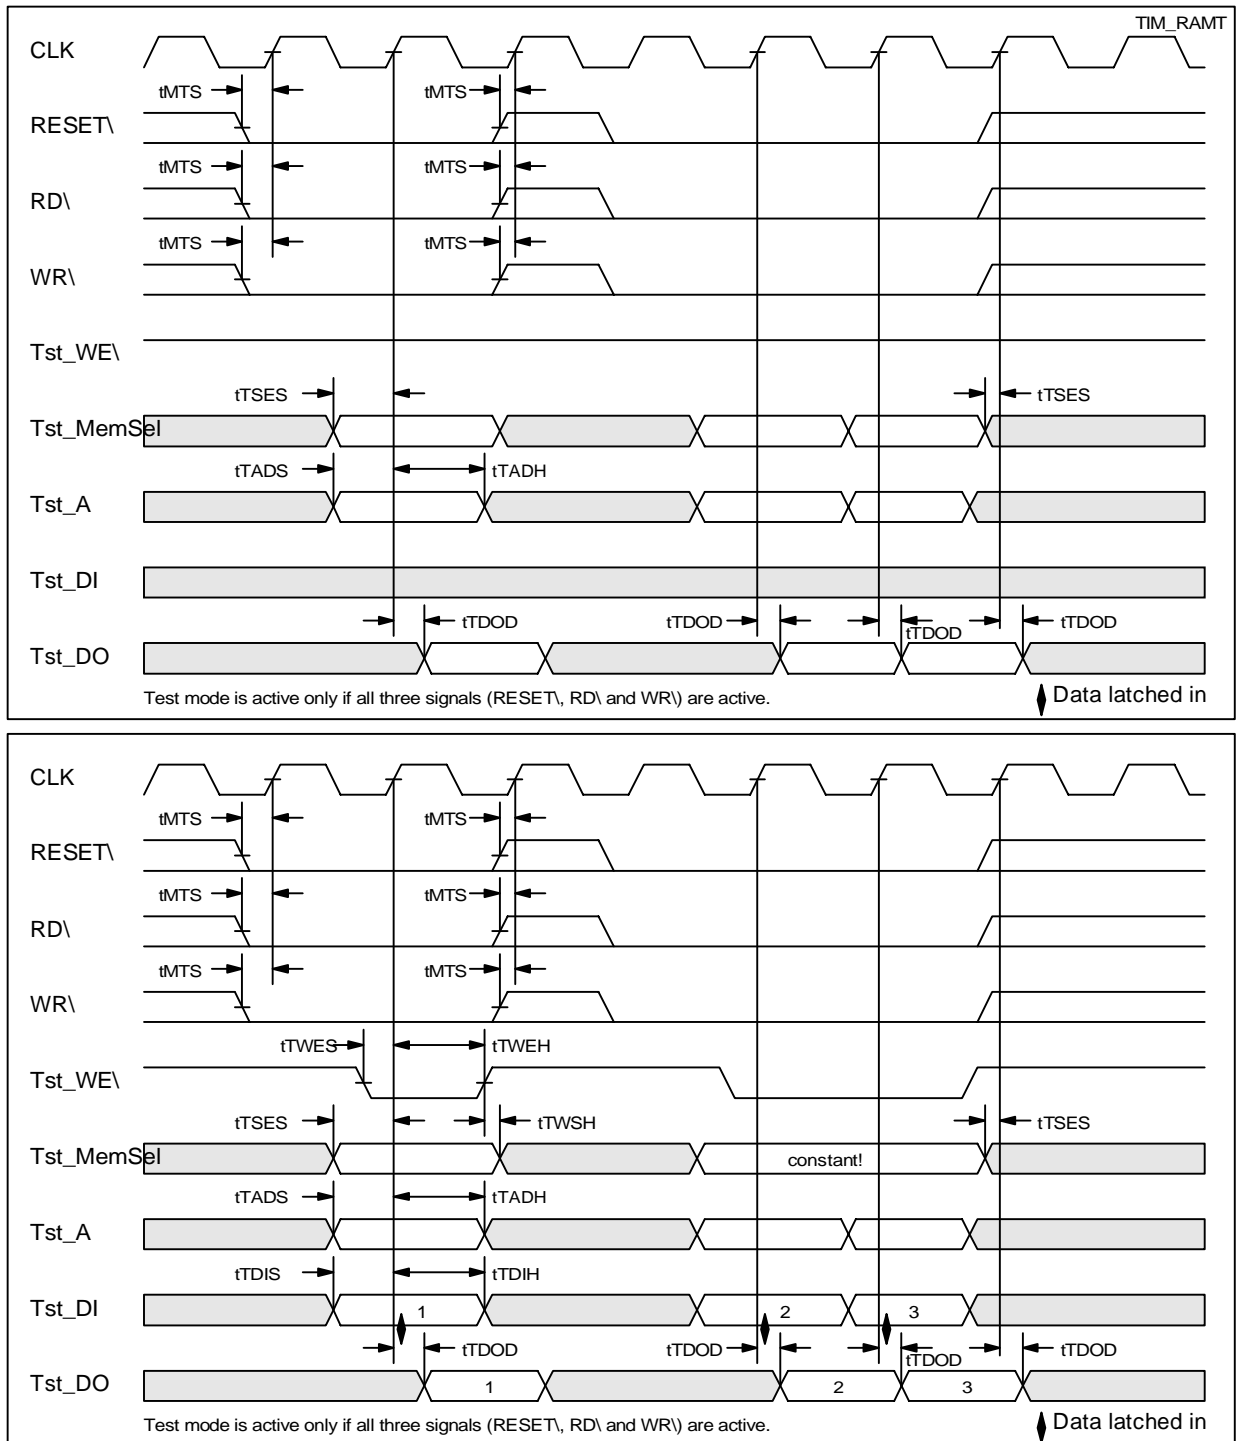 TIM_RAMT
CLK
tMTS tMTS
RESET\
tMTS tMTS
RD\
tMTS tMTS
WR\
Tst_WE\
tTSES tTSES
Tst_MemSel
tTADS tTADH
Tst_A
Tst_DI
tTDOD tTDOD tTDOD tTDOD
Tst_DO
Test mode is active only if all three signals (RESET\, RD\ and WR\) are active. Data latched in
CLK
tMTS tMTS
RESET\
tMTS tMTS
RD\
tMTS tMTS
WR\
tTWES tTWEH
Tst_WE\
tTSES tTWSH tTSES
Tst_MemSel constant!
tTADS tTADH
Tst_A
tTDIS tTDIH
Tst_DI 1 2 3
tTDOD tTDOD tTDOD tTDOD
Tst_DO 1 2 3
Test mode is active only if all three signals (RESET\, RD\ and WR\) are active. Data latched in